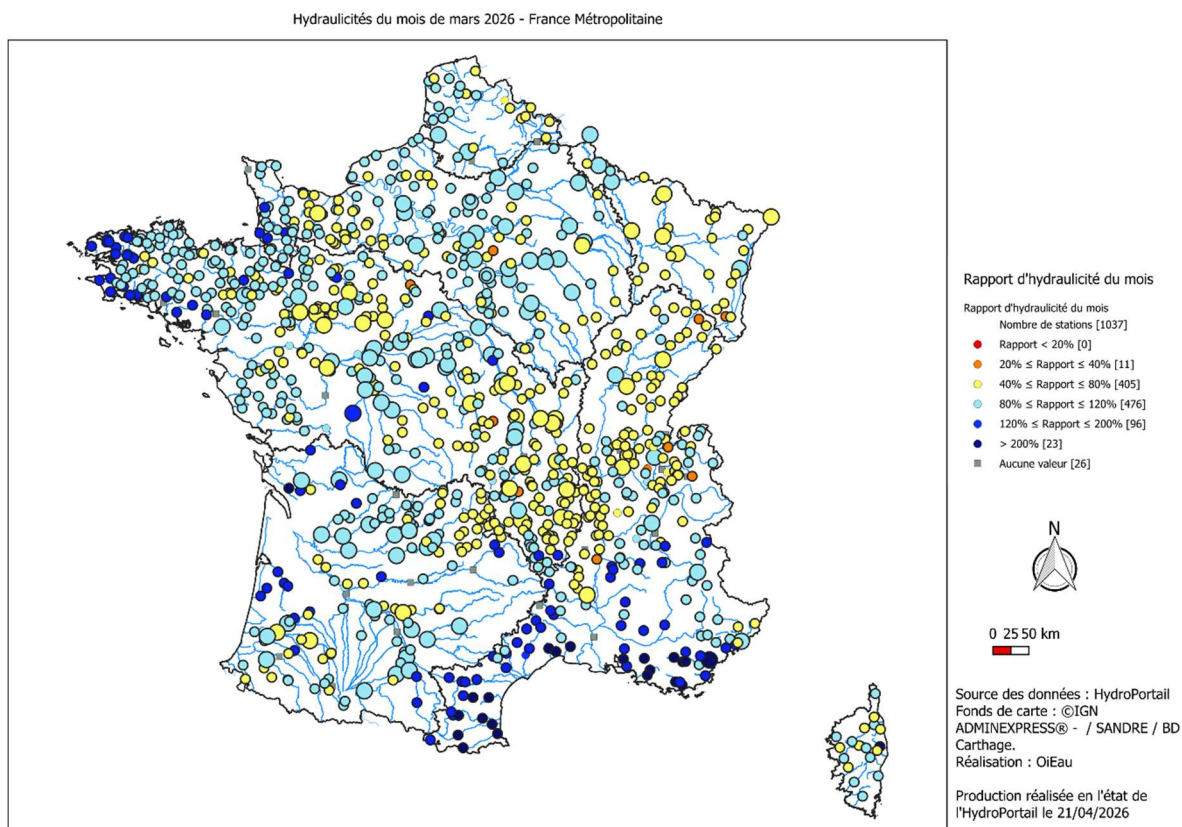 Hydraulicités du mois de mars 2026 - France Métropolitaine
Rapport d'hydraulicité du mois
Rapport d'hydraulicité du mois
Nombre de stations [1037]
Rapport < 20% [0]
20% ≤ Rapport ≤ 40% [11]
40% ≤ Rapport ≤ 80% [405]
80% ≤ Rapport ≤ 120% [476]
120% ≤ Rapport ≤ 200% [96]
> 200% [23]
Aucune valeur [26]
N
0 25 50 km
Source des données : HydroPortail
Fonds de carte : ©IGN
ADMINEXPRESS® - / SANDRE / BD
Carthage.
Réalisation : OiEau
Production réalisée en l'état de
l'HydroPortail le 21/04/2026